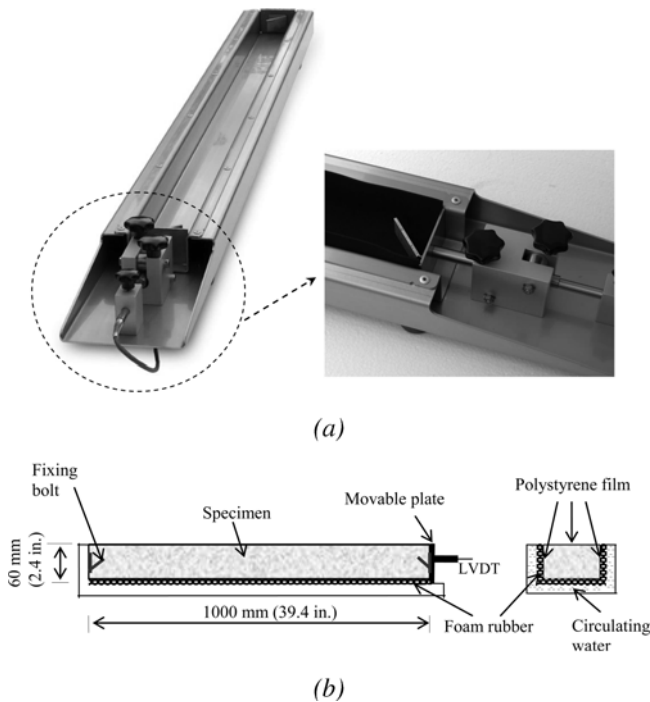 (a)
Fixing
bolt
Specimen
Movable plate
Polystyrene film
60 mm
(2.4 in.)
LVDT
1000 mm (39.4 in.)
Foam rubber
Circulating
water
(b)